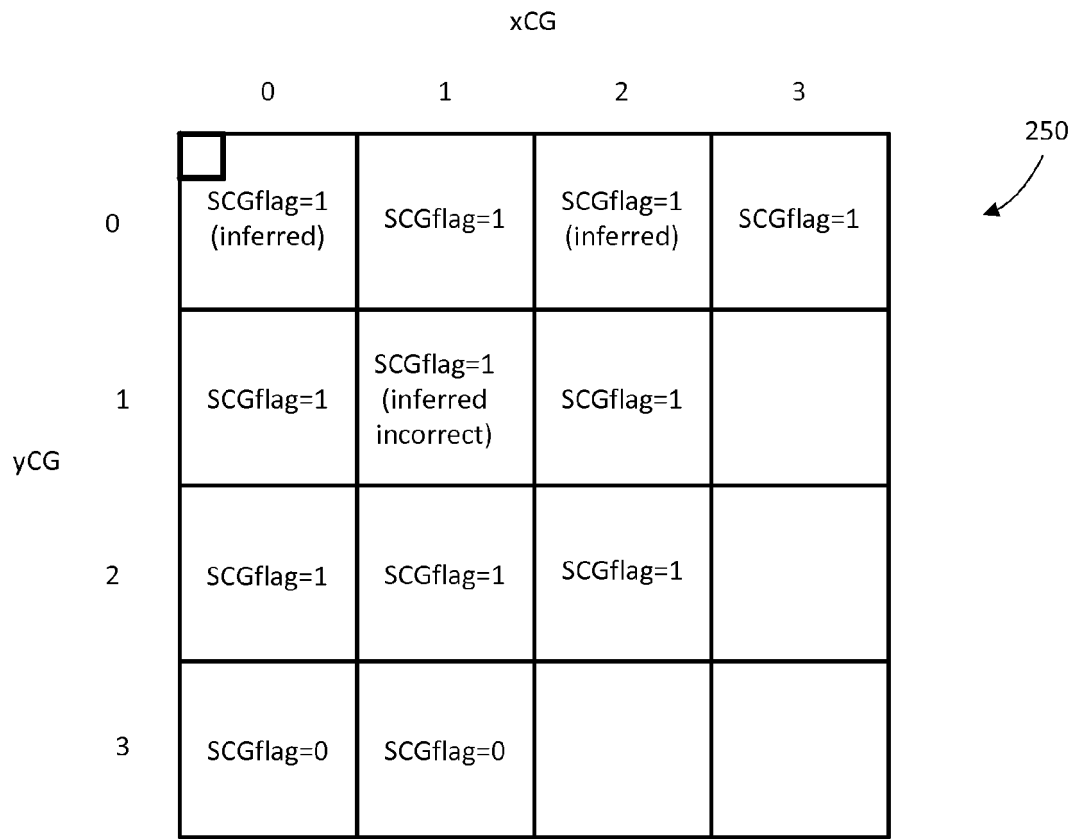 xCG
0 1 2 3
250
0
SCGflag=1
(inferred)
SCGflag=1
SCGflag=1
(inferred)
SCGflag=1
1
SCGflag=1
SCGflag=1
(inferred
incorrect)
SCGflag=1
yCG
2
SCGflag=1
SCGflag=1
SCGflag=1
3
SCGflag=0
SCGflag=0